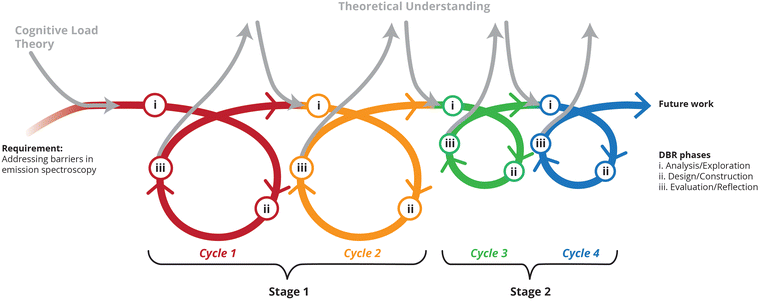 Theoretical Understanding
Cognitive Load
Theory
i
i
i
i
Future work
Requirement:
Addressing barriers in
emission spectroscopy
iii
iii
iii
iii
ii
ii
ii
ii
DBR phases
i. Analysis/Exploration
ii. Design/Construction
iii. Evaluation/Reflection
Cycle 1
Cycle 2
Cycle 3
Cycle 4
Stage 1
Stage 2